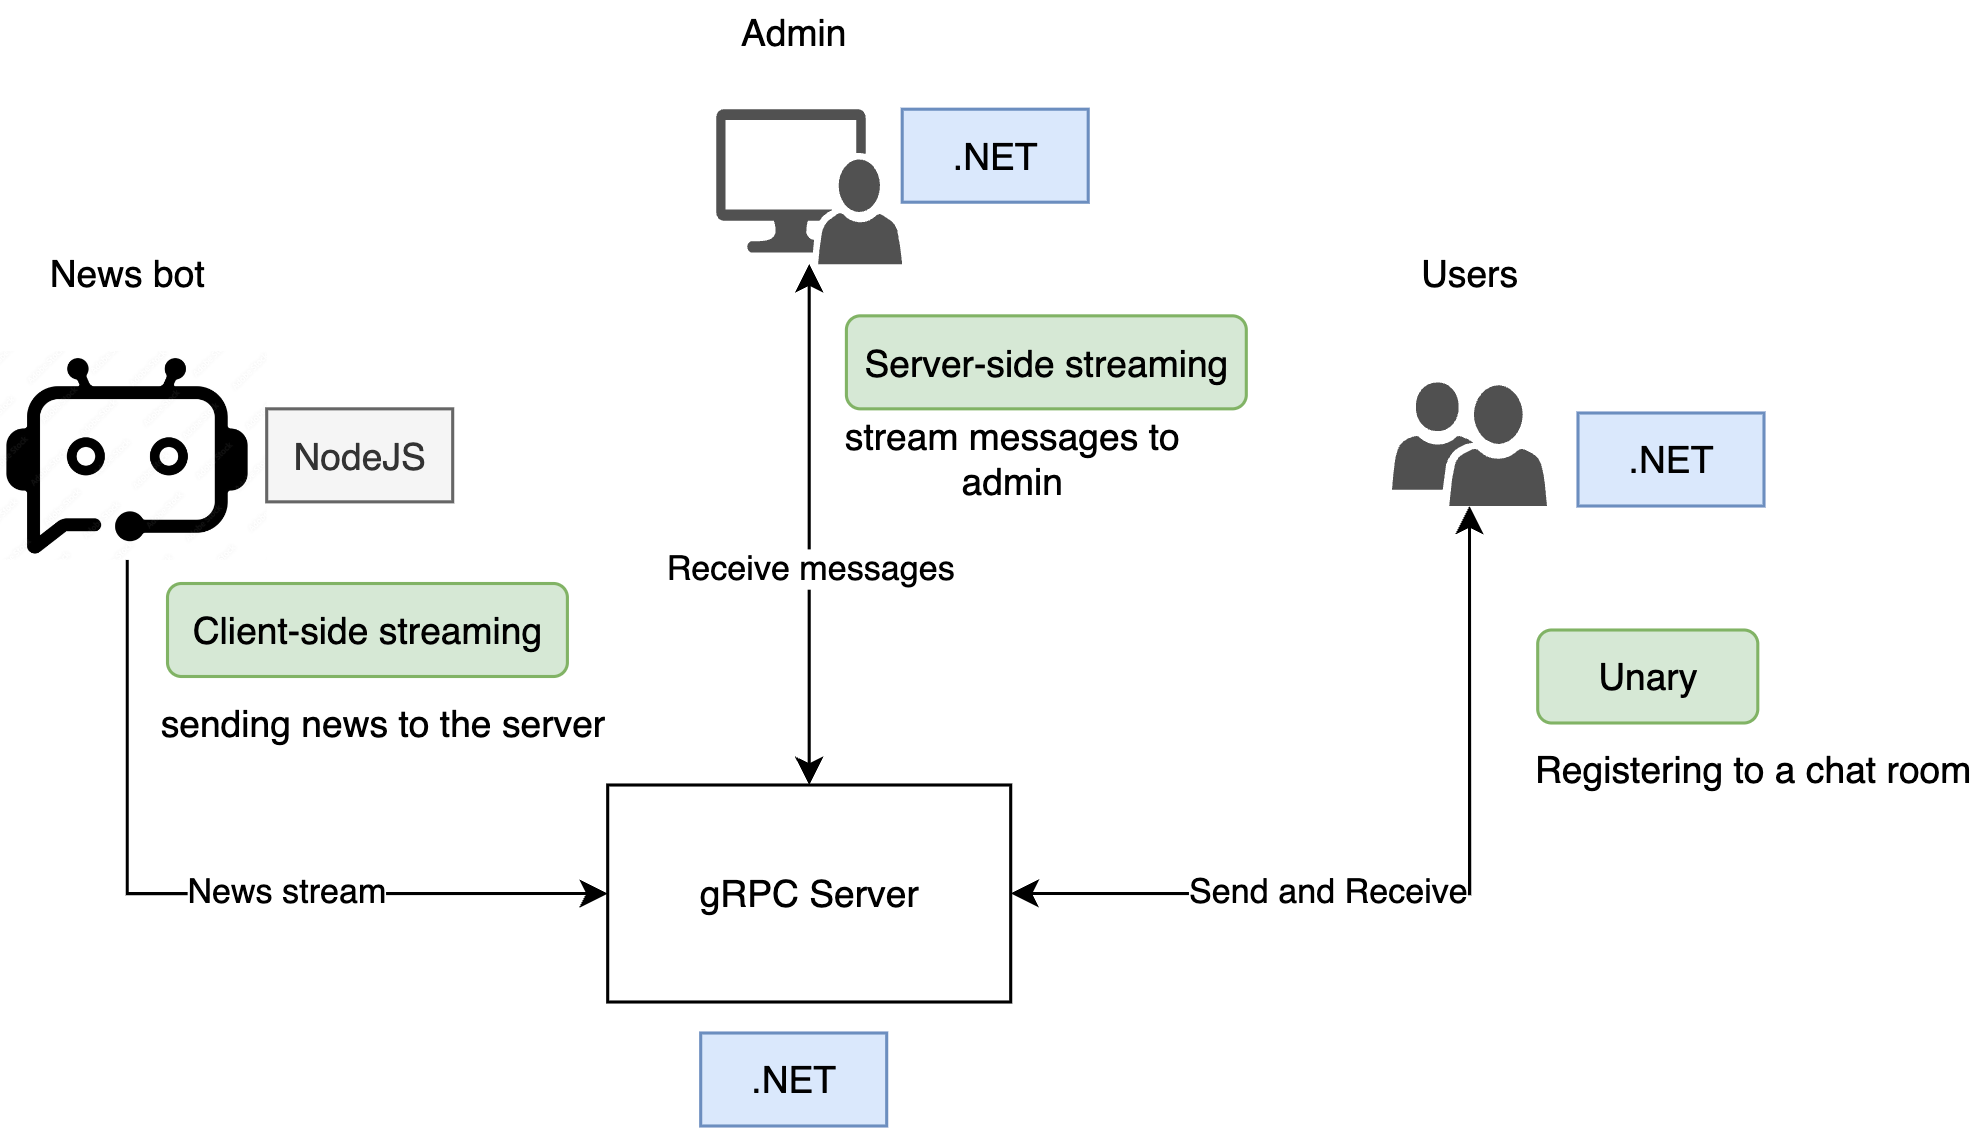 Admin
.NET
News bot
Users
Server-side streaming
stream messages to
admin
NodeJS
.NET
Receive messages
Client-side streaming
sending news to the server
Unary
Registering to a chat room
News stream
gRPC Server
Send and Receive
.NET